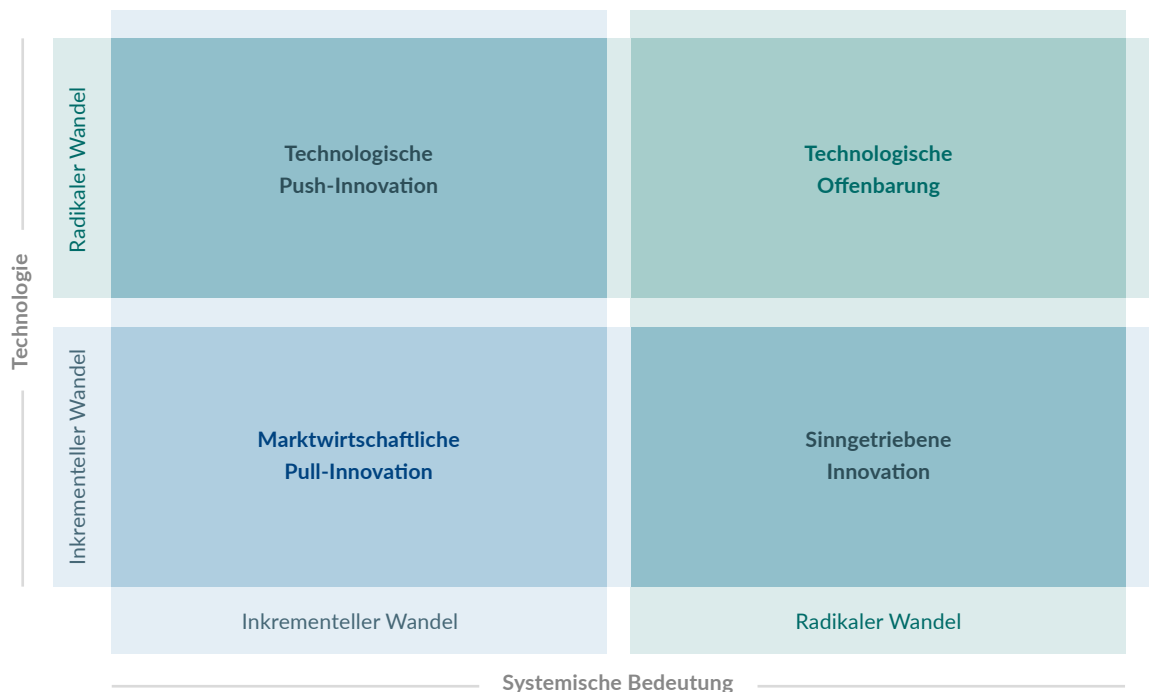 Technologie
Radikaler Wandel
Technologische
Push-Innovation
Technologische
Offenbarung
Inkrementeller Wandel
Marktwirtschaftliche
Pull-Innovation
Sinngetriebene
Innovation
Inkrementeller Wandel
Radikaler Wandel
Systemische Bedeutung